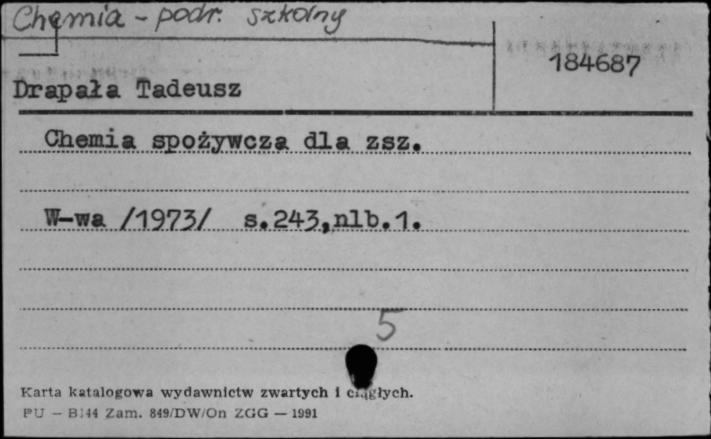 Chemia - podr. szkolny
184687
Drapała Tadeusz
Chemia spożywcza dla zsz.
W-wa /1973/ s.243,nlb.1.
5
Karta katalogowa wydawnictw zwartych i ciągłych.
PU — B144 Zam. 849/DW/On ZGG — 1991